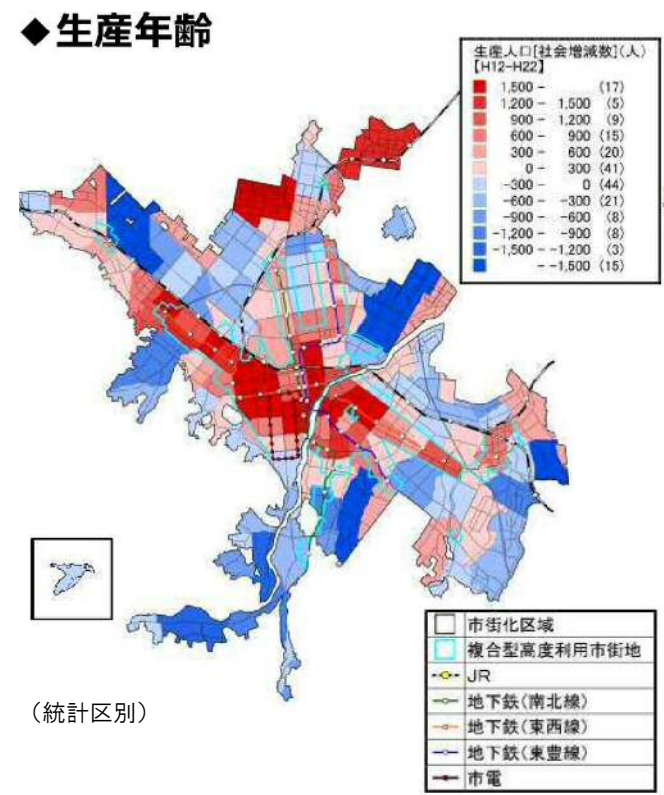 ◆生産年齢
生産人口[社会増減数](人)
【H12-H22】
1,500 - (17)
1,200 - 1,500 (5)
900 - 1,200 (9)
600 - 900 (15)
300 - 600 (20)
0 - 300 (41)
-300 - 0 (44)
-600 - -300 (21)
-900 - -600 (8)
-1,200 - -900 (8)
-1,500 - -1,200 (3)
- -1,500 (15)
市街化区域
複合型高度利用市街地
JR
地下鉄(南北線)
地下鉄(東西線)
地下鉄(東豊線)
市電
（統計区別）